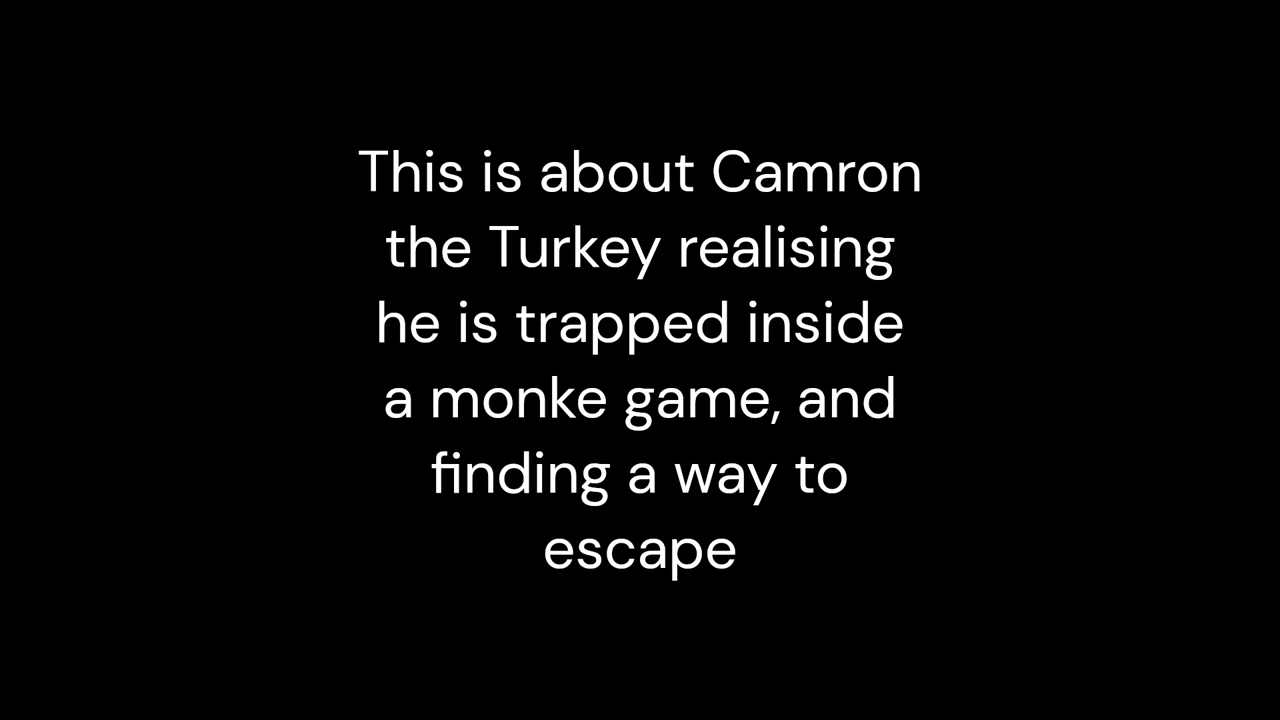 This is about Camron
the Turkey realising
he is trapped inside
a monke game, and
finding a way to
escape